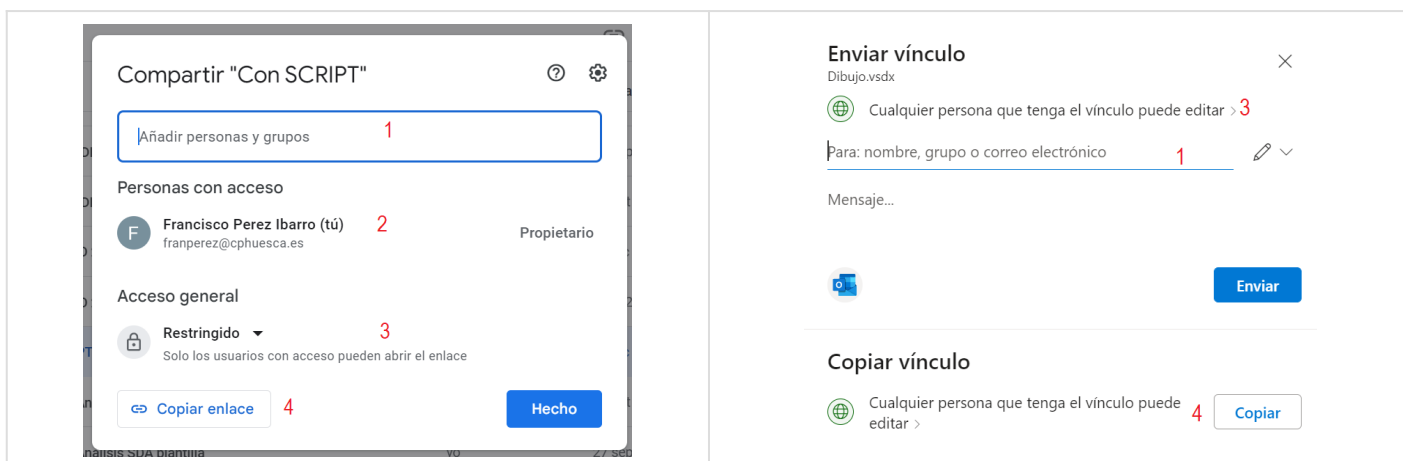 Compartir "Con SCRIPT"
Añadir personas y grupos 1
Personas con acceso
F
Francisco Perez Ibarro (tú) 2
franperez@cphuesca.es
Propietario
Acceso general
Restringido 3
Solo los usuarios con acceso pueden abrir el enlace
Copiar enlace 4
Hecho
Enviar vínculo
Dibujo.vsdx
Cualquier persona que tenga el vínculo puede editar > 3
Para: nombre, grupo o correo electrónico 1
Mensaje...
Enviar
Copiar vínculo
Cualquier persona que tenga el vínculo puede
editar >
4 Copiar